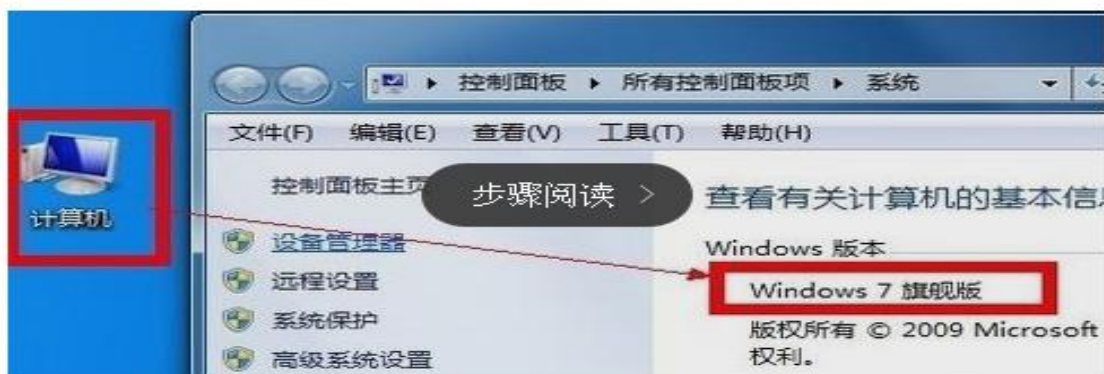 控制面板 ▸ 所有控制面板项 ▸ 系统
文件(F) 编辑(E) 查看(V) 工具(T) 帮助(H)
计算机
控制面板主页
设备管理器
远程设置
系统保护
高级系统设置
步骤阅读 >
查看有关计算机的基本信息
Windows 版本
Windows 7 旗舰版
版权所有 © 2009 Microsoft
权利。